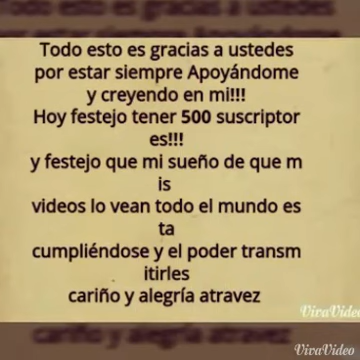 Todo esto es gracias a ustedes
por estar siempre Apoyándome
y creyendo en mi!!!
Hoy festejo tener 500 suscriptor
es!!!
y festejo que mi sueño de que m
is
videos lo vean todo el mundo es
ta
cumpliéndose y el poder transm
itirles
cariño y alegría atravez
VivaVideo
VivaVideo